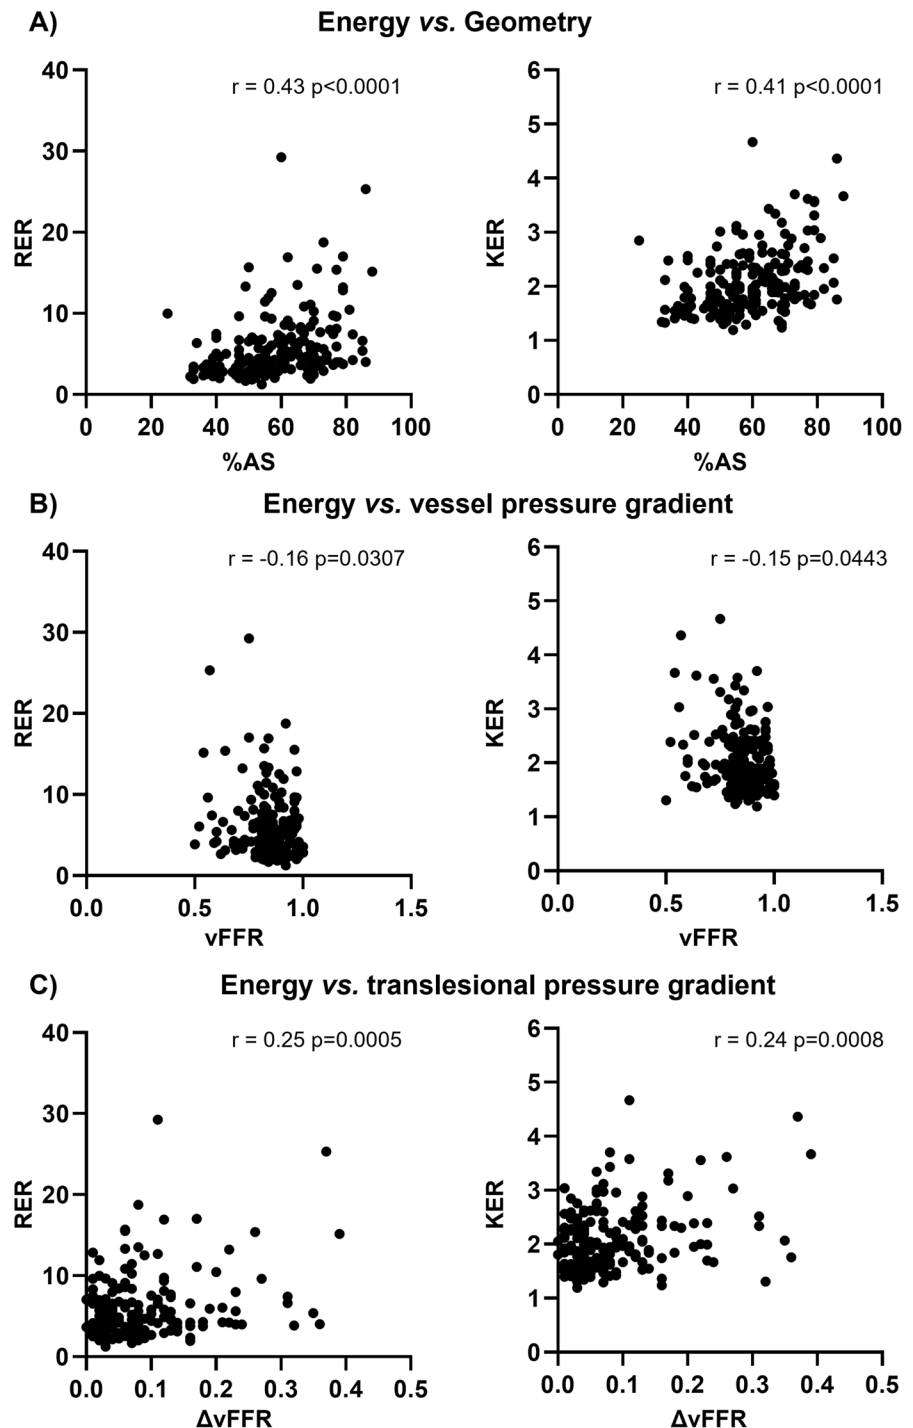 A) Energy vs. Geometry
r = 0.43 p<0.0001
r = 0.41 p<0.0001
40
30
20
10
0
RER
0 20 40 60 80 100
%AS
6
5
4
3
2
1
0
KER
0 20 40 60 80 100
%AS
B) Energy vs. vessel pressure gradient
r = -0.16 p=0.0307
r = -0.15 p=0.0443
40
30
20
10
0
RER
0.0 0.5 1.0 1.5
vFFR
6
5
4
3
2
1
0
KER
0.0 0.5 1.0 1.5
vFFR
C) Energy vs. translesional pressure gradient
r = 0.25 p=0.0005
r = 0.24 p=0.0008
40
30
20
10
0
RER
0.0 0.1 0.2 0.3 0.4 0.5
ΔvFFR
6
5
4
3
2
1
0
KER
0.0 0.1 0.2 0.3 0.4 0.5
ΔvFFR